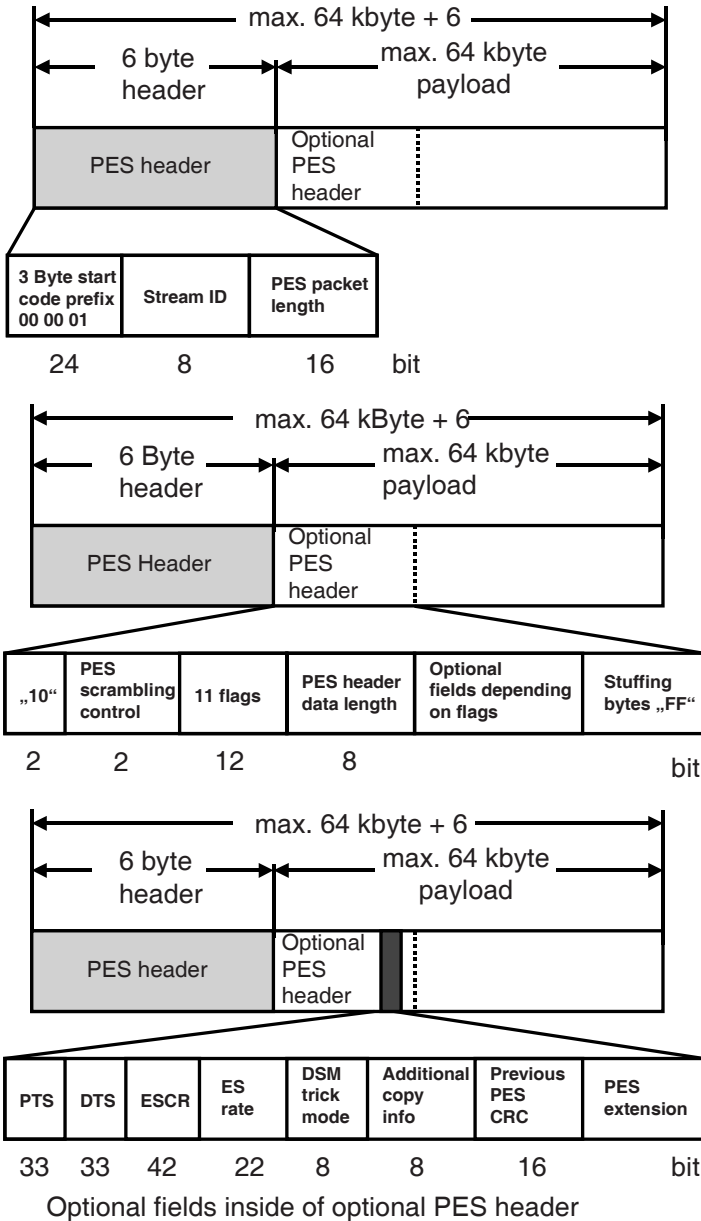 max. 64 kbyte + 6
6 byte
header
max. 64 kbyte
payload
PES header
Optional
PES
header
3 Byte start
code prefix
00 00 01
Stream ID
PES packet
length
24 8 16 bit
max. 64 kByte + 6
6 Byte
header
max. 64 kbyte
payload
PES Header
Optional
PES
header
„10“
PES
scrambling
control
11 flags
PES header
data length
Optional
fields depending
on flags
Stuffing
bytes „FF“
2 2 12 8 bit
max. 64 kbyte + 6
6 byte
header
max. 64 kbyte
payload
PES header
Optional
PES
header
PTS
DTS
ESCR
ES
rate
DSM
trick
mode
Additional
copy
info
Previous
PES
CRC
PES
extension
33 33 42 22 8 8 16 bit
Optional fields inside of optional PES header